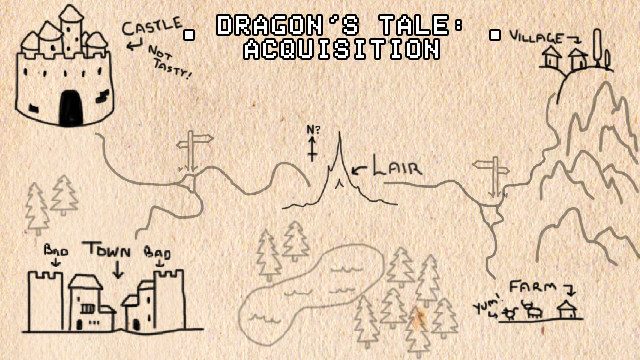 DRAGON'S TALE:
ACQUISITION
CASTLE
NOT
TASTY!
VILLAGE
N?
LAIR
BAD TOWN BAD
FARM
YUM!